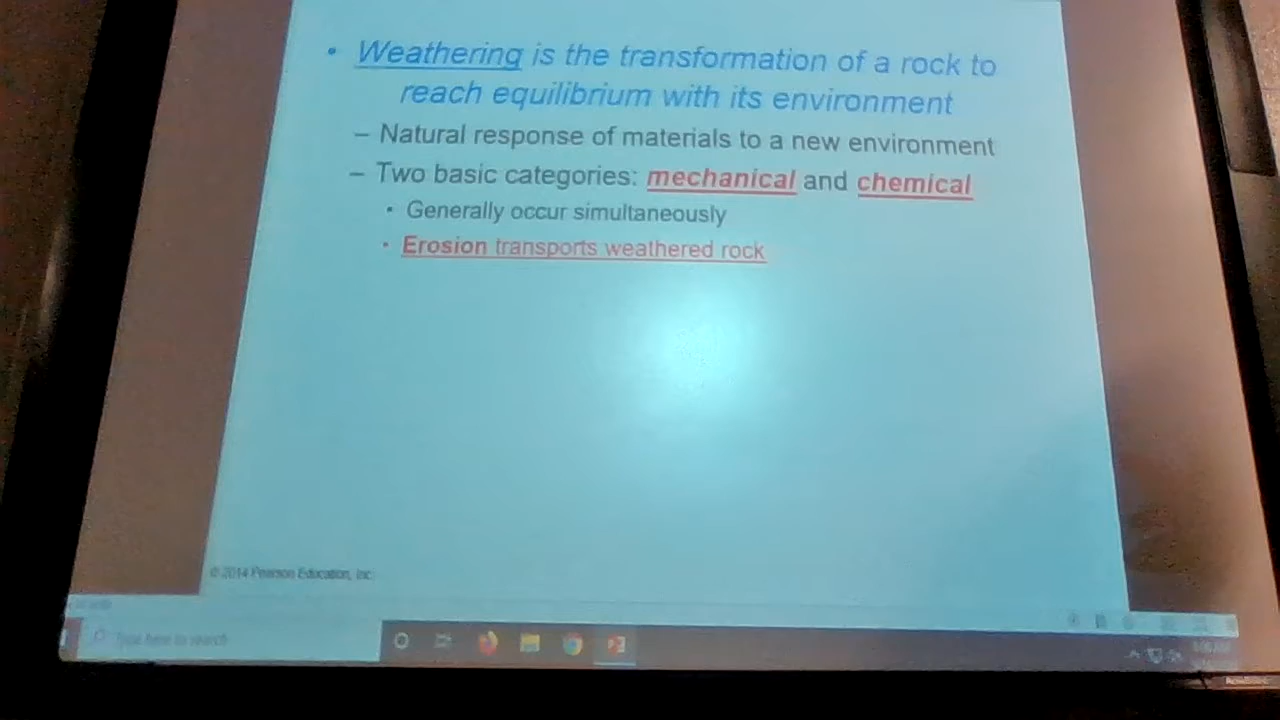 • Weathering is the transformation of a rock to
reach equilibrium with its environment
– Natural response of materials to a new environment
– Two basic categories: mechanical and chemical
• Generally occur simultaneously
• Erosion transports weathered rock
© 2014 Pearson Education, Inc.
Type here to search